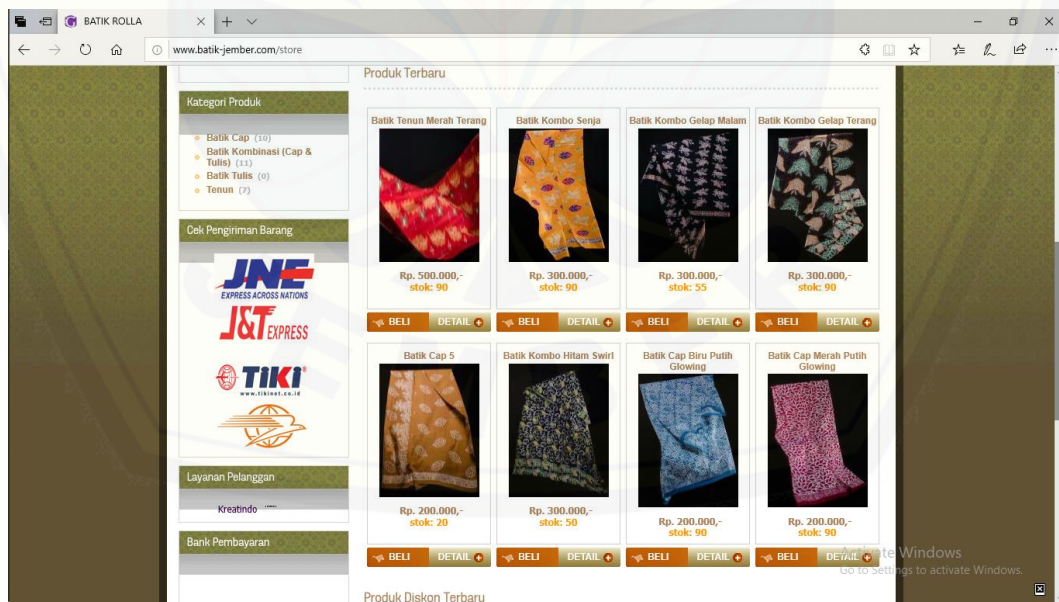 BATIK ROLLA
www.batik-jember.com/store
Produk Terbaru
Kategori Produk
Batik Cap (10)
Batik Kombinasi (Cap &
Tulis) (11)
Batik Tulis (0)
Tenun (7)
Cek Pengiriman Barang
JNE
EXPRESS ACROSS NATIONS
J&T EXPRESS
TIKI
www.tikinet.co.id
Layanan Pelanggan
Kreatindo
Bank Pembayaran
Batik Tenun Merah Terang
Rp. 500.000,-
stok: 90
BELI DETAIL
Batik Kombo Senja
Rp. 300.000,-
stok: 90
BELI DETAIL
Batik Kombo Gelap Malam
Rp. 300.000,-
stok: 55
BELI DETAIL
Batik Kombo Gelap Terang
Rp. 300.000,-
stok: 90
BELI DETAIL
Batik Cap 5
Rp. 200.000,-
stok: 20
BELI DETAIL
Batik Kombo Hitam Swirl
Rp. 300.000,-
stok: 50
BELI DETAIL
Batik Cap Biru Putih
Glowing
Rp. 200.000,-
stok: 90
BELI DETAIL
Batik Cap Merah Putih
Glowing
Rp. 200.000,-
stok: 90
BELI DETAIL
Produk Diskon Terbaru
Activate Windows
Go to Settings to activate Windows.